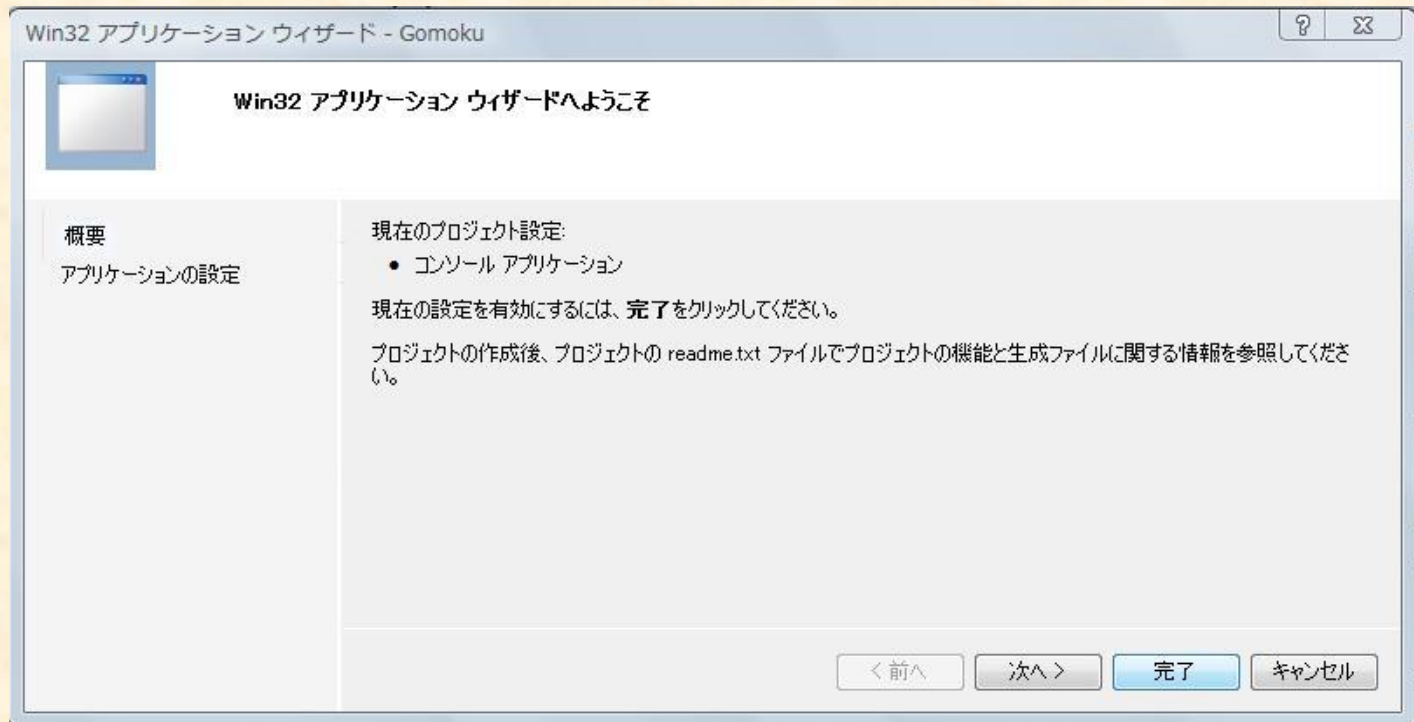 Win32 アプリケーション ウィザード - Gomoku
Win32 アプリケーション ウィザードへようこそ
概要
アプリケーションの設定
現在のプロジェクト設定:
• コンソール アプリケーション
現在の設定を有効にするには、完了をクリックしてください。
プロジェクトの作成後、プロジェクトの readme.txt ファイルでプロジェクトの機能と生成ファイルに関する情報を参照してくださ
い。
< 前へ
次へ >
完了
キャンセル